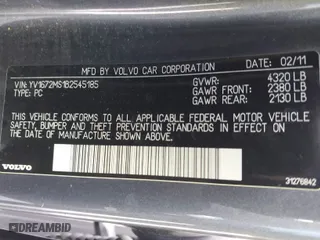 MFD BY VOLVO CAR CORPORATION 02/11
VIN: YV1672MS1B2545185
TYPE: PC
GVWR: 4320 LB
GAWR FRONT: 2380 LB
GAWR REAR: 2130 LB
THIS VEHICLE CONFORMS TO ALL APPLICABLE U.S. FEDERAL MOTOR VEHICLE
SAFETY, BUMPER AND THEFT PREVENTION STANDARDS IN EFFECT ON THE
DATE OF MANUFACTURE SHOWN ABOVE.
VOLVO
31276842
DREAMBID
dreambid.com